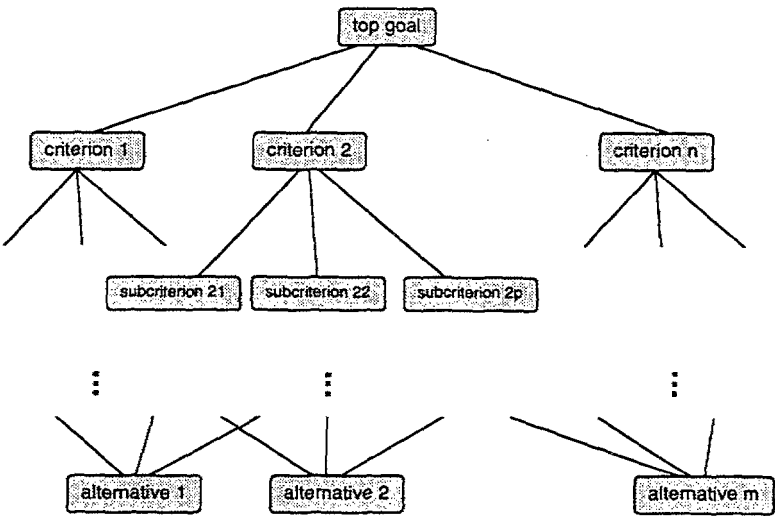 top goal
criterion 1
criterion 2
criterion n
subcriterion 21
subcriterion 22
subcriterion 2p
alternative 1
alternative 2
alternative m